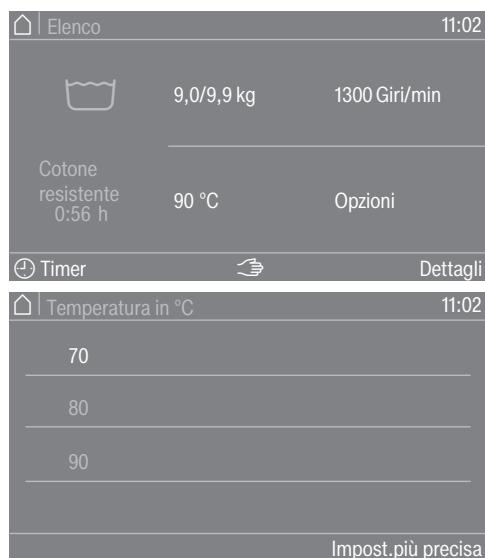 Elenco 11:02
9,0/9,9 kg 1300 Giri/min
Cotone
resistente
0:56 h
90 °C Opzioni
Timer Dettagli
Temperatura in °C 11:02
70
80
90
Impost.più precisa